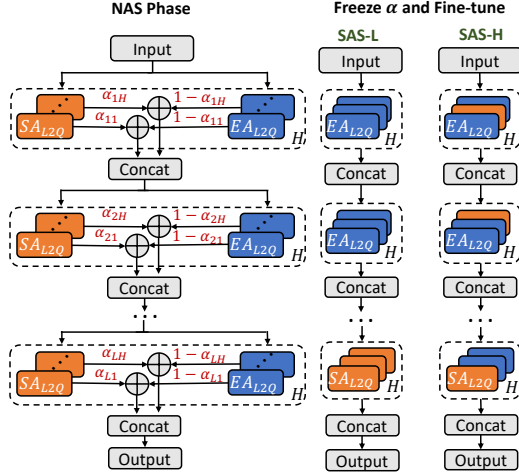 NAS Phase
Freeze α and Fine-tune
SAS-L
SAS-H
Input
Input
Input
α1H
1 − α1H
α11
1 − α11
SAL2Q
EAL2Q
H
EAL2Q
H
EAL2Q
H
Concat
Concat
Concat
α2H
1 − α2H
α21
1 − α21
SAL2Q
EAL2Q
H
EAL2Q
H
EAL2Q
H
Concat
Concat
Concat
...
...
...
αLH
1 − αLH
αL1
1 − αL1
SAL2Q
EAL2Q
H
SAL2Q
H
SAL2Q
H
Concat
Concat
Concat
Output
Output
Output